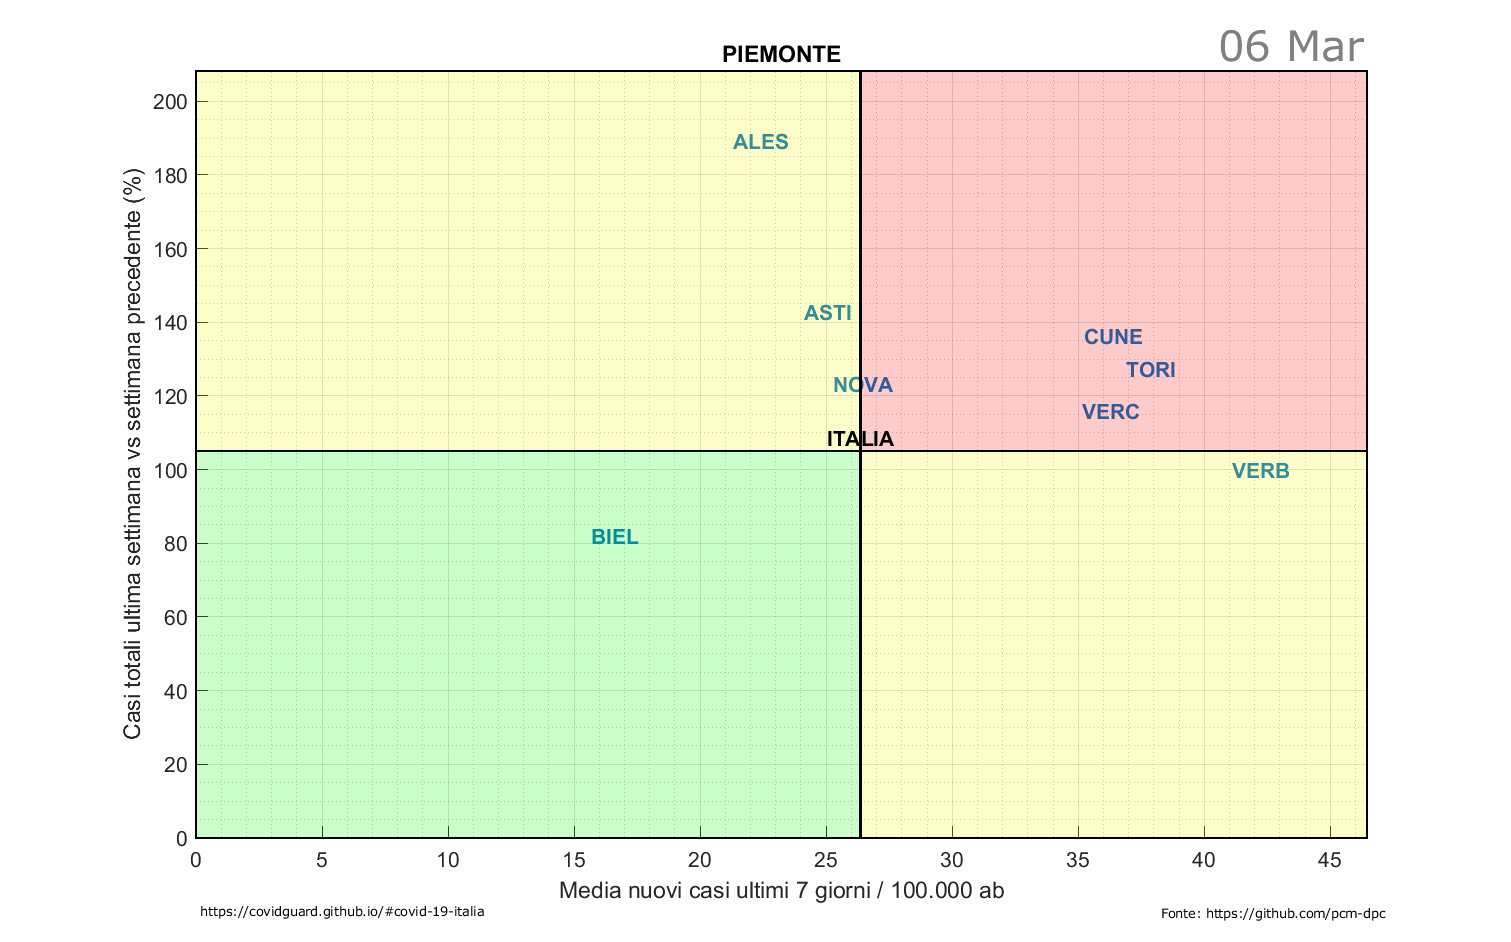 06 Mar
PIEMONTE
Casi totali ultima settimana vs settimana precedente (%)
200
180
160
140
120
100
80
60
40
20
0
ALES
ASTI
CUNE
TORI
NOVA
VERC
ITALIA
VERB
BIEL
0 5 10 15 20 25 30 35 40 45
Media nuovi casi ultimi 7 giorni / 100.000 ab
https://covidguard.github.io/#covid-19-italia
Fonte: https://github.com/pcm-dpc